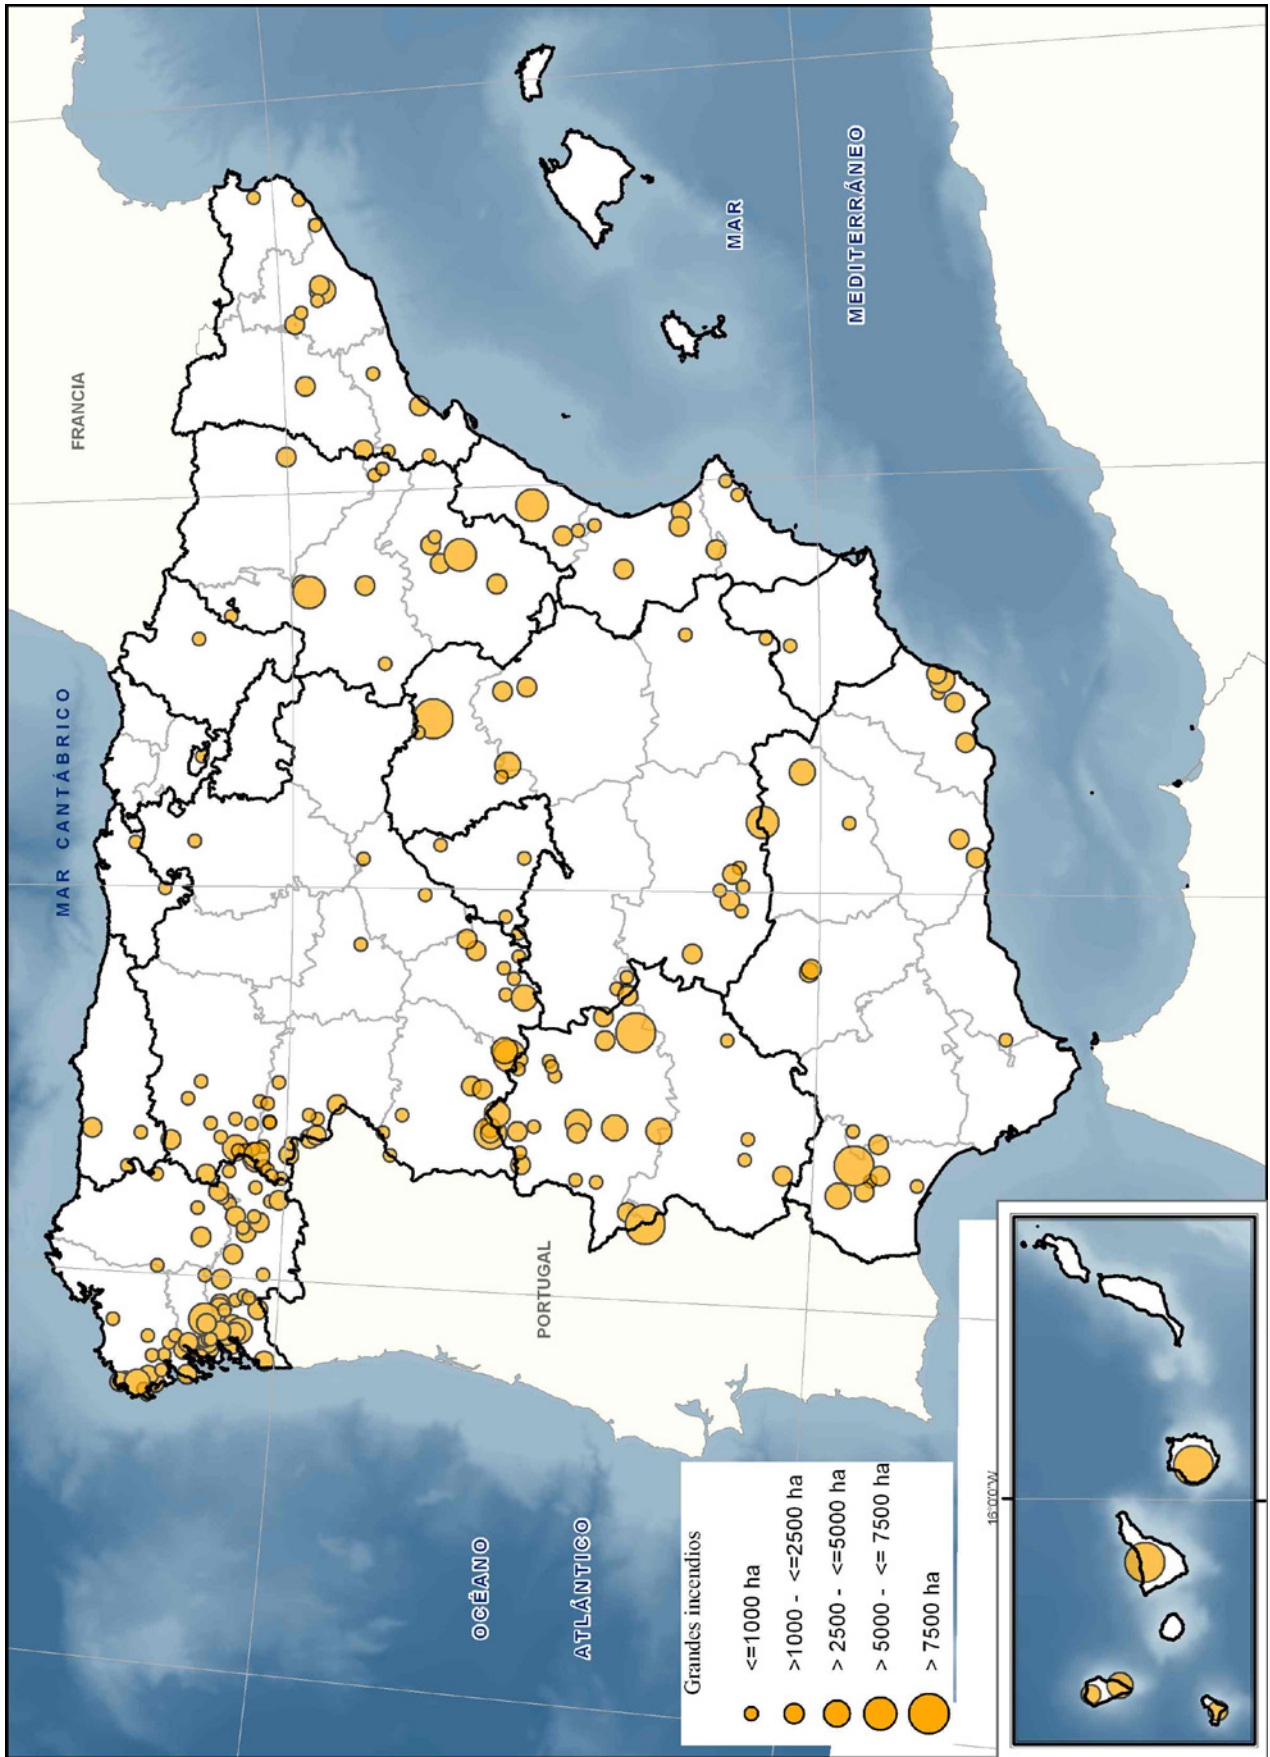 MAR CANTÁBRICO
FRANCIA
MAR
MEDITERRÁNEO
PORTUGAL
OCÉANO
ATLÁNTICO
Grandes incendios
<=1000 ha
>1000 - <=2500 ha
> 2500 - <=5000 ha
> 5000 - <= 7500 ha
> 7500 ha
16°0'0"W